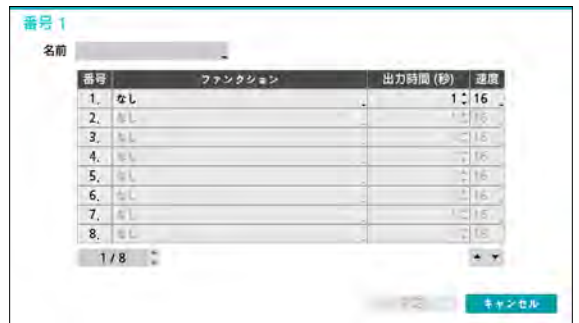 番号 1
名前
番号 ファンクション 出力時間 (秒) 速度
1. なし 1 16
2. なし 1 16
3. なし 16
4. なし 16
5. なし 16
6. なし 16
7. なし 1 16
8. なし 16
1 / 8
キャンセル